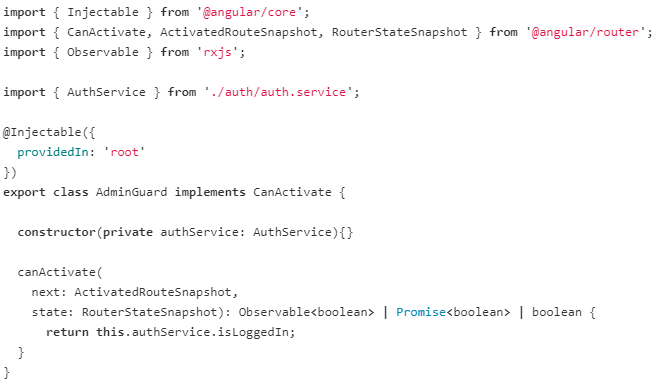 import { Injectable } from '@angular/core';
import { CanActivate, ActivatedRouteSnapshot, RouterStateSnapshot } from '@angular/router';
import { Observable } from 'rxjs';
import { AuthService } from './auth/auth.service';
@Injectable({
  providedIn: 'root'
})
export class AdminGuard implements CanActivate {
  constructor(private authService: AuthService){}
  canActivate(
    next: ActivatedRouteSnapshot,
    state: RouterStateSnapshot): Observable<boolean> | Promise<boolean> | boolean {
      return this.authService.isLoggedIn;
  }
}